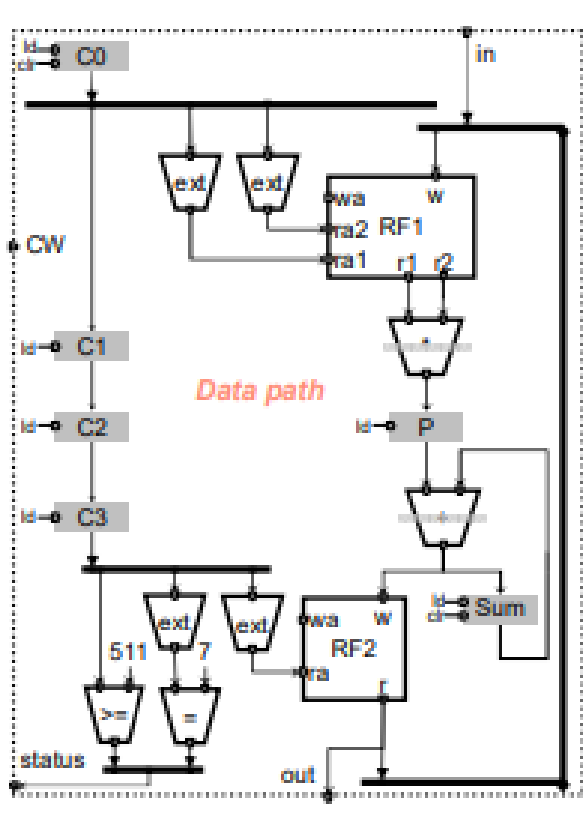 ld
clr
C0
in
ext
ext
wa
w
ra2
RF1
ra1
r1
r2
CW
ld
C1
Data path
ld
C2
ld
P
ld
C3
ext
ext
wa
w
ld
clr
Sum
RF2
511
7
ra
r
>=
=
status
out